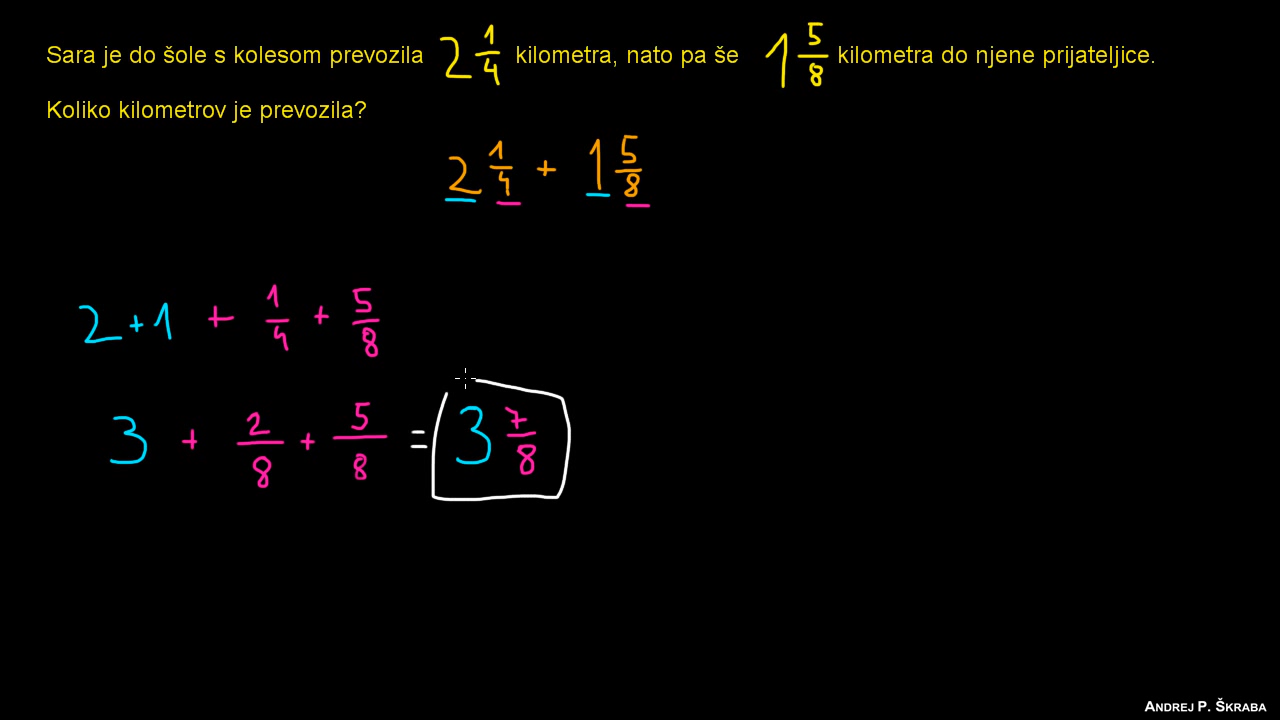 Sara je do šole s kolesom prevozila 2 1/4 kilometra, nato pa še 1 5/8 kilometra do njene prijateljice.
Koliko kilometrov je prevozila?
2 1/4 + 1 5/8
2+1 + 1/4 + 5/8
3 + 2/8 + 5/8 = 3 7/8
ANDREJ P. ŠKRABA